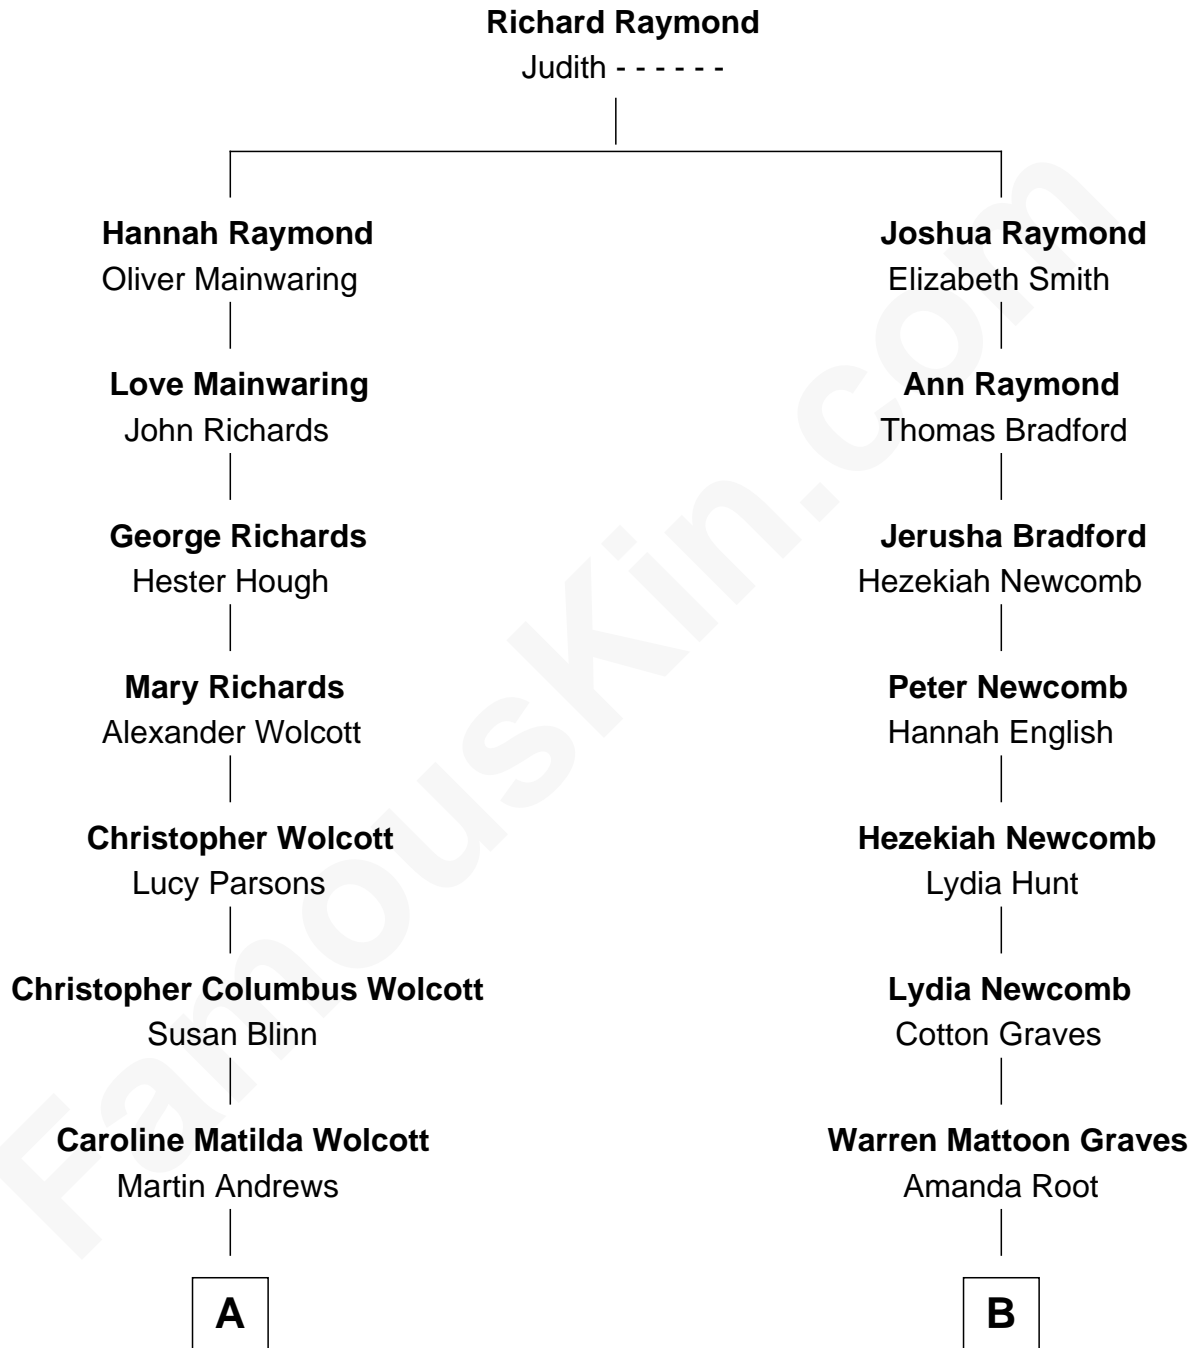 Richard Raymond
Judith - - - - - -
Hannah Raymond
Oliver Mainwaring
Joshua Raymond
Elizabeth Smith
Love Mainwaring
John Richards
Ann Raymond
Thomas Bradford
George Richards
Hester Hough
Jerusha Bradford
Hezekiah Newcomb
Mary Richards
Alexander Wolcott
Peter Newcomb
Hannah English
Christopher Wolcott
Lucy Parsons
Hezekiah Newcomb
Lydia Hunt
Christopher Columbus Wolcott
Susan Blinn
Lydia Newcomb
Cotton Graves
Caroline Matilda Wolcott
Martin Andrews
Warren Mattoon Graves
Amanda Root
A
B
FamousKin.com